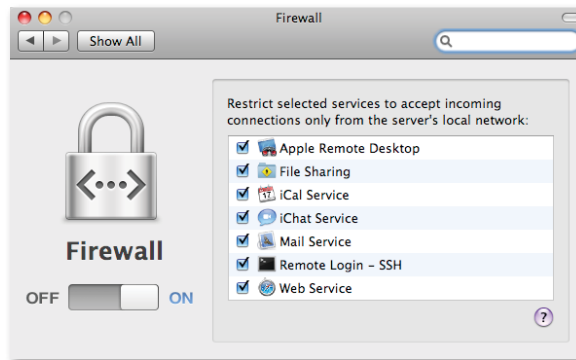 Firewall
Show All
Restrict selected services to accept incoming
connections only from the server's local network:
Apple Remote Desktop
File Sharing
17 iCal Service
iChat Service
Mail Service
Remote Login – SSH
Web Service
Firewall
OFF ON
?